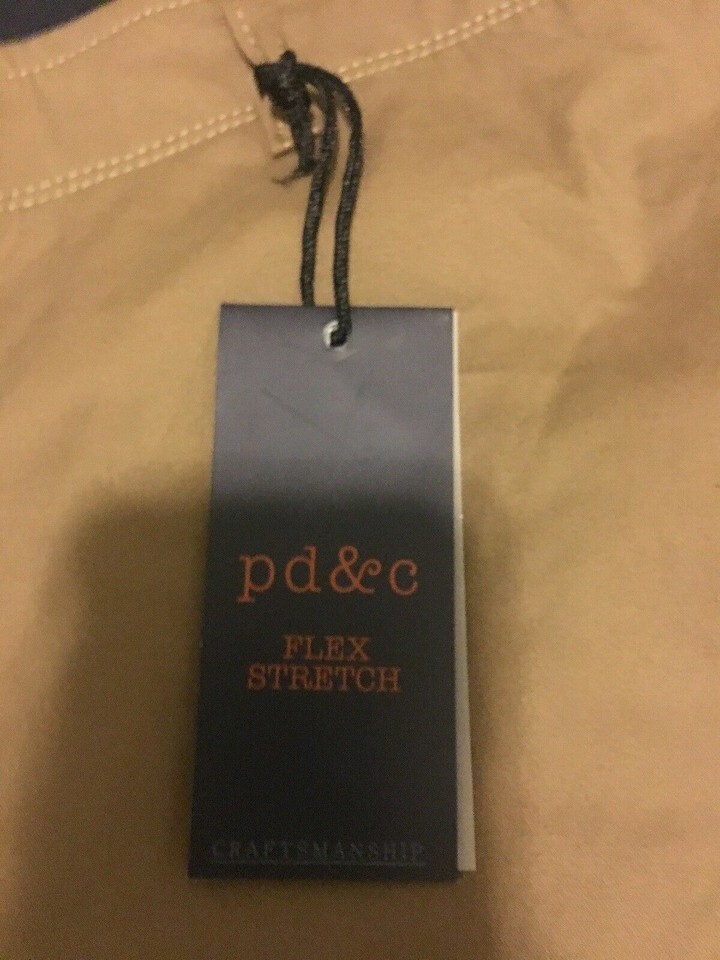 pd&c
FLEX
STRETCH
CRAFTSMANSHIP